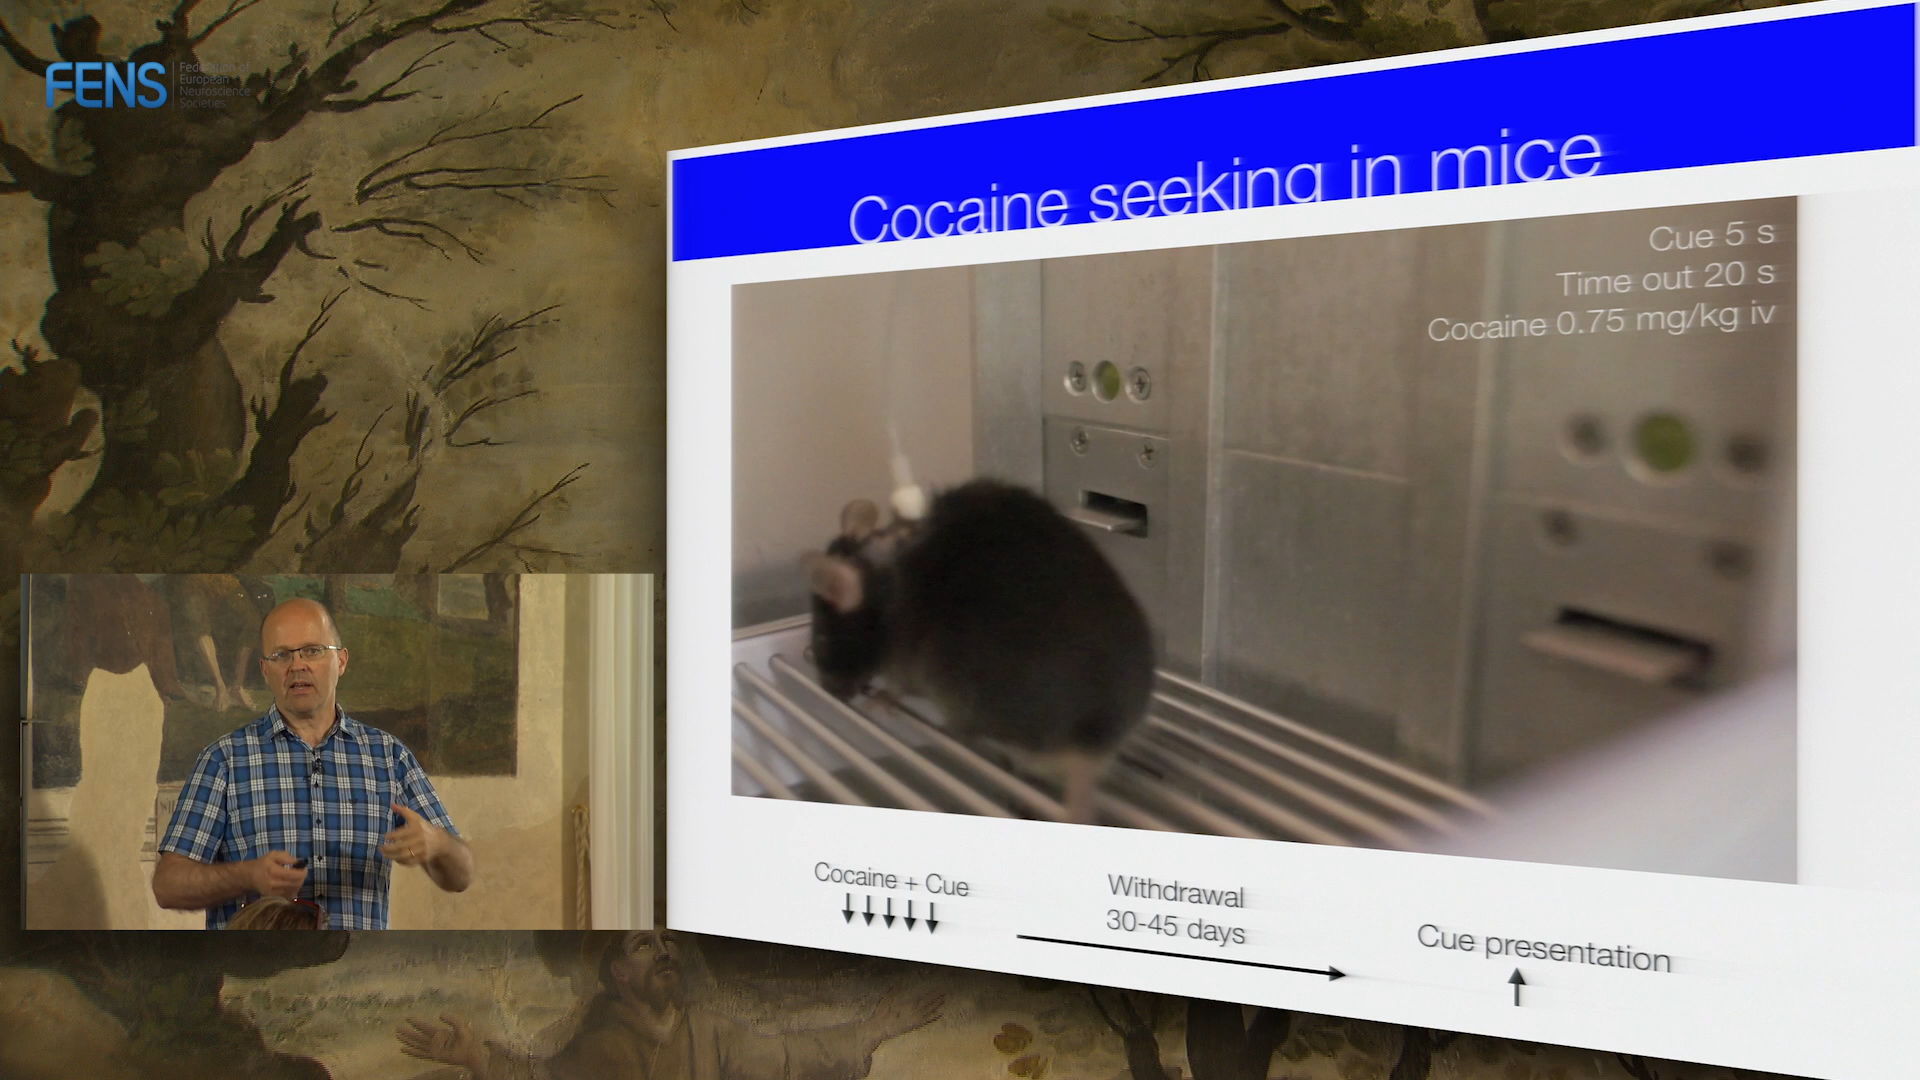 FENS
Federation of
European
Neuroscience
Societies
Cocaine seeking in mice
Cue 5 s
Time out 20 s
Cocaine 0.75 mg/kg iv
Cocaine + Cue
Withdrawal
30-45 days
Cue presentation